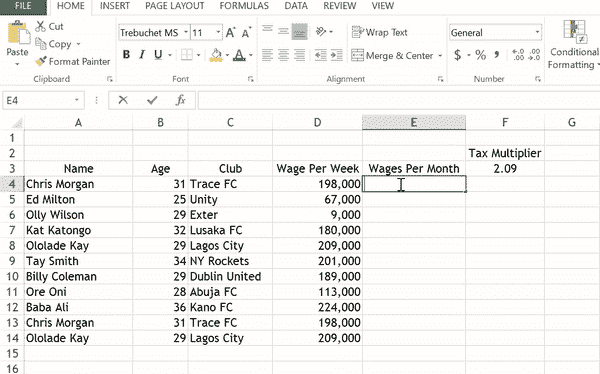 FILE HOME INSERT PAGE LAYOUT FORMULAS DATA REVIEW VIEW
Paste Cut Copy Format Painter
Trebuchet MS 11 A A
B I U A
Wrap Text
Merge & Center
General
$ % , .0 .00 .00 .0
Conditional Formatting
Clipboard Font Alignment Number
E4 fx
A B C D E F G
1
2 Tax Multiplier
3 Name Age Club Wage Per Week Wages Per Month 2.09
4 Chris Morgan 31 Trace FC 198,000
5 Ed Milton 25 Unity 67,000
6 Olly Wilson 29 Exter 9,000
7 Kat Katongo 32 Lusaka FC 180,000
8 Ololade Kay 29 Lagos City 209,000
9 Tay Smith 34 NY Rockets 201,000
10 Billy Coleman 29 Dublin United 189,000
11 Ore Oni 28 Abuja FC 113,000
12 Baba Ali 36 Kano FC 224,000
13 Chris Morgan 31 Trace FC 198,000
14 Ololade Kay 29 Lagos City 209,000
15
16